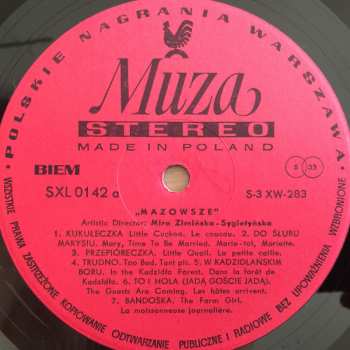 POLSKIE NAGRANIA WARSZAWA
Muza
STEREO
MADE IN POLAND
BIEM
S 33
SXL 0142 a
S-3 XW-283
„MAZOWSZE"
Artistic Director: Mira Zimińska-Sygietyńska
1. KUKUŁECZKA Little Cuckoo. Le coucou. 2. DO ŚLUBU
MARYSIU. Mary, Time To Be Married. Marie-toi, Mariette.
3. PRZEPIÓRECZKA. Little Quail. La petite caille.
4. TRUDNO. Too Bad. Tant pis. 5. W KADZIDLAŃSKIM
BORU. In the Kadzidło Forest. Dans la forêt de
Kadzidło. 6. TO I HOLA (JADĄ GOŚCIE JADĄ).
The Guests Are Coming. Les hôtes arrivent.
7. BANDOSKA. The Farm Girl.
La moissonneuse journalière.
WSZYSTKIE PRAWA ZASTRZEŻONE KOPIOWANIE ODTWARZANIE PUBLICZNE I RADIOWE BEZ UPOWAŻNIENIA WZBRONIONE